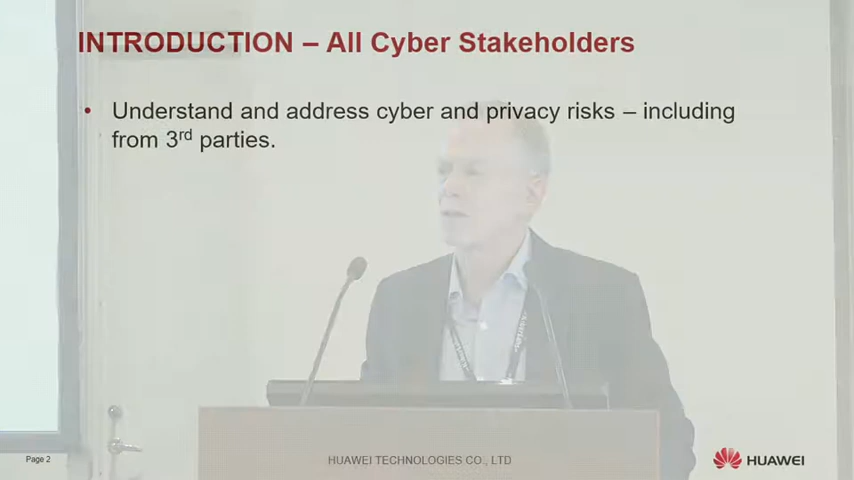 INTRODUCTION – All Cyber Stakeholders
• Understand and address cyber and privacy risks – including
from 3rd parties.
Page 2
HUAWEI TECHNOLOGIES CO., LTD
HUAWEI